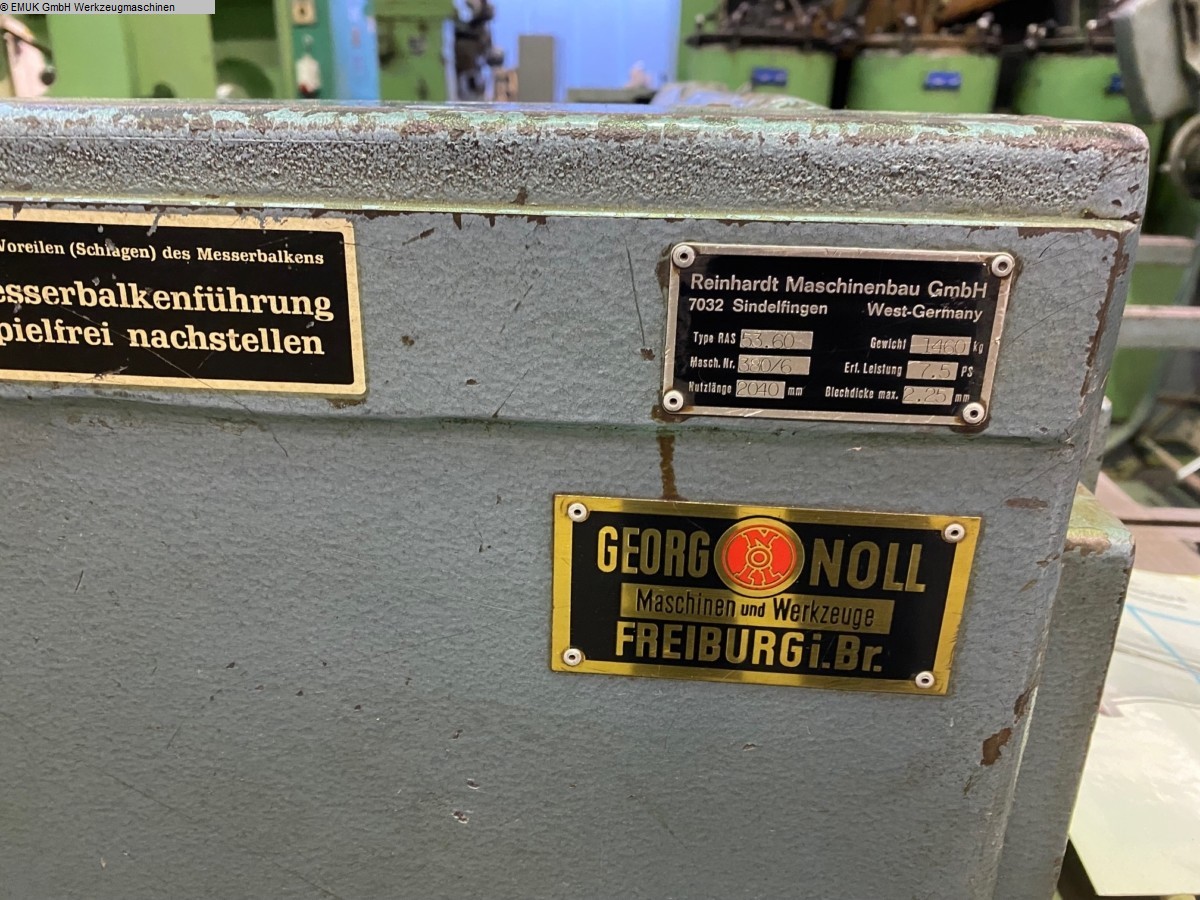 © EMUK GmbH Werkzeugmaschinen
Voreilen (Schlagen) des Messerbalkens
esserbalkenführung
pielfrei nachstellen
Reinhardt Maschinenbau GmbH
7032 Sindelfingen West-Germany
Type RAS 53.60 Gewicht 1460 kg
Masch. Nr. 380/6 Erf. Leistung 7.5 PS
Nutzlänge 2040 mm Blechdicke max. 2.25 mm
GEORG NOLL
Maschinen und Werkzeuge
FREIBURG i.Br.